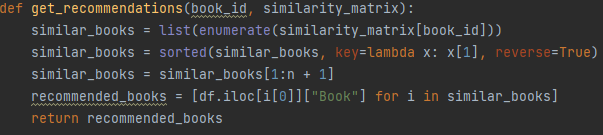 def get_recommendations(book_id, similarity_matrix):
    similar_books = list(enumerate(similarity_matrix[book_id]))
    similar_books = sorted(similar_books, key=lambda x: x[1], reverse=True)
    similar_books = similar_books[1:n + 1]
    recommended_books = [df.iloc[i[0]]["Book"] for i in similar_books]
    return recommended_books